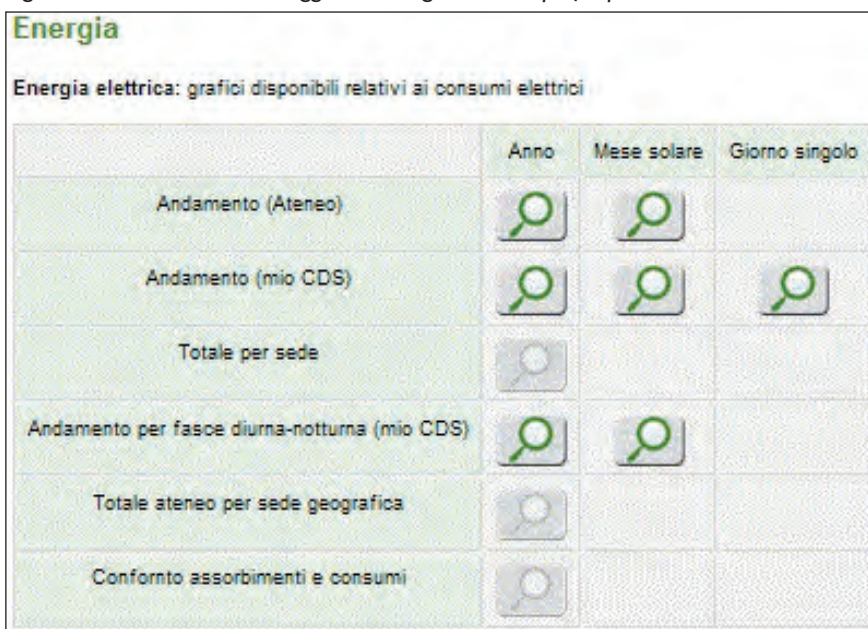 Energia
Energia elettrica: grafici disponibili relativi ai consumi elettrici
Anno Mese solare Giorno singolo
Andamento (Ateneo)
Andamento (mio CDS)
Totale per sede
Andamento per fasce diurna-notturna (mio CDS)
Totale ateneo per sede geografica
Confornto assorbimenti e consumi